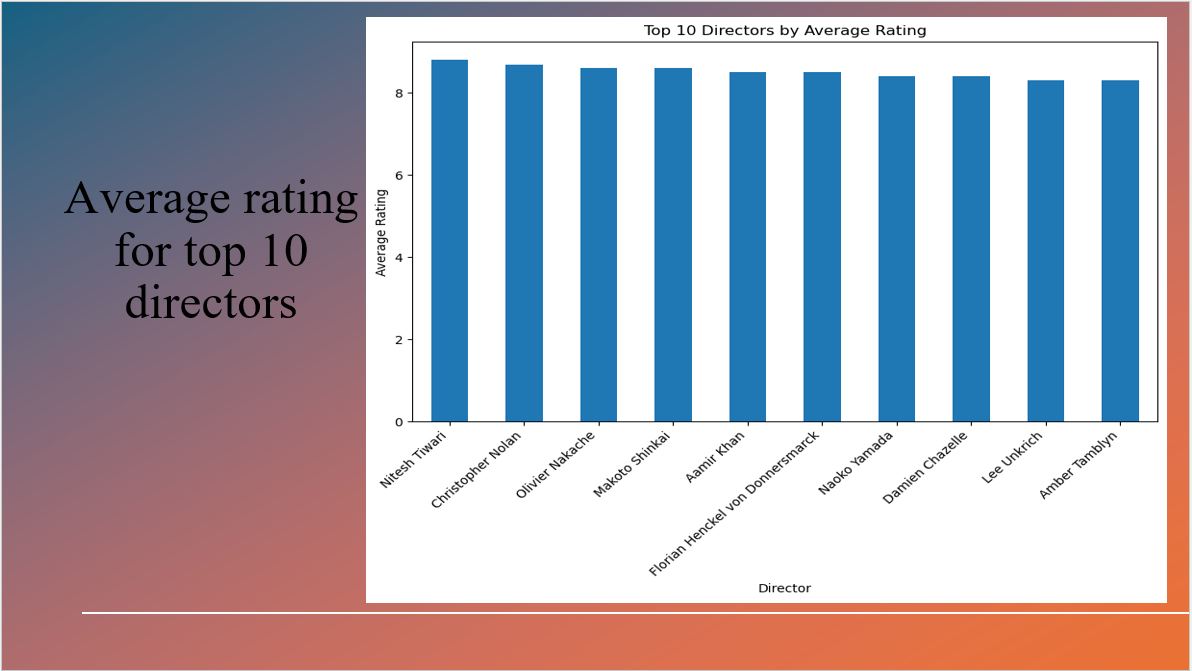 Average rating
for top 10
directors
Top 10 Directors by Average Rating
Average Rating
8
6
4
2
0
Nitesh Tiwari
Christopher Nolan
Olivier Nakache
Makoto Shinkai
Aamir Khan
Florian Henckel von Donnersmarck
Naoko Yamada
Damien Chazelle
Lee Unkrich
Amber Tamblyn
Director